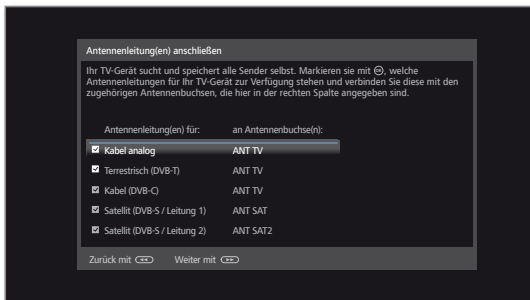 Antennenleitung(en) anschließen
Ihr TV-Gerät sucht und speichert alle Sender selbst. Markieren sie mit OK, welche
Antennenleitungen für Ihr TV-Gerät zur Verfügung stehen und verbinden Sie diese mit den
zugehörigen Antennenbuchsen, die hier in der rechten Spalte angegeben sind.
Antennenleitung(en) für: an Antennenbuchse(n):
Kabel analog ANT TV
Terrestrisch (DVB-T) ANT TV
Kabel (DVB-C) ANT TV
Satellit (DVB-S / Leitung 1) ANT SAT
Satellit (DVB-S / Leitung 2) ANT SAT2
Zurück mit Weiter mit